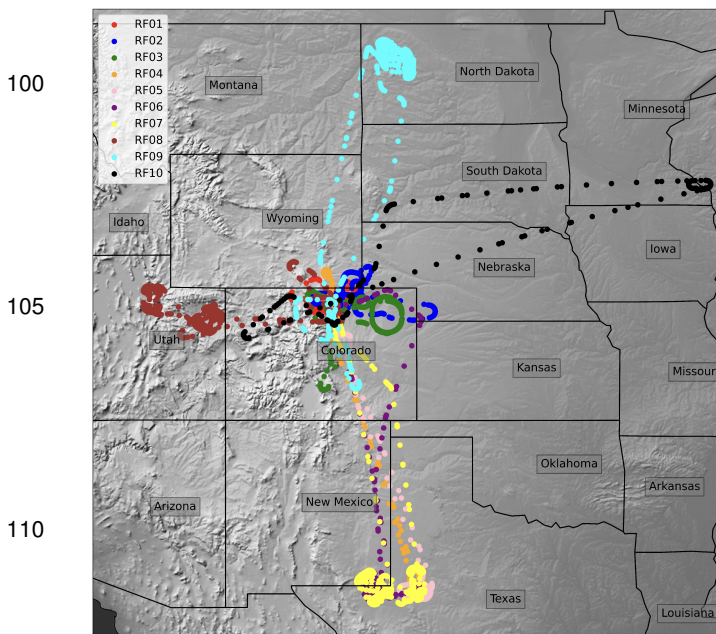 RF01
RF02
RF03
RF04
RF05
RF06
RF07
RF08
RF09
RF10
100
Montana
North Dakota
Minnesota
South Dakota
Idaho
Wyoming
Iowa
Nebraska
105
Utah
Colorado
Kansas
Missour
Oklahoma
Arkansas
Arizona
New Mexico
110
Texas
Louisiana